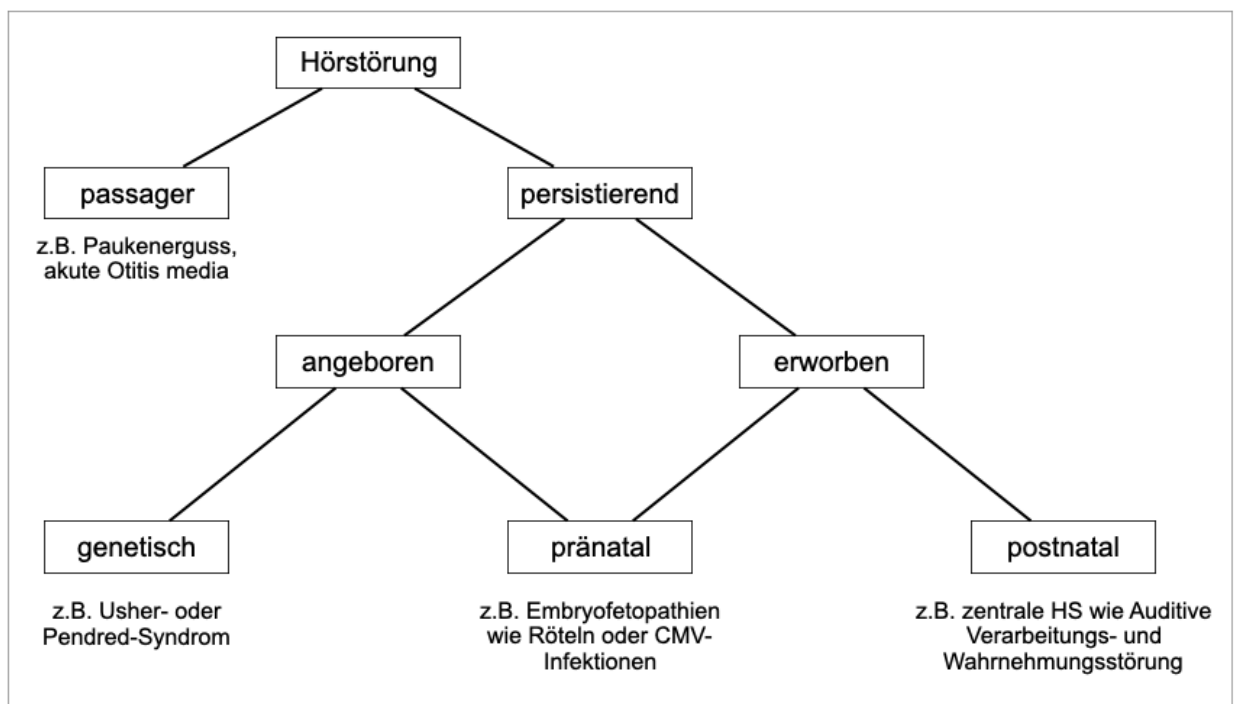 Hörstörung
passager
persistierend
z.B. Paukenerguss,
akute Otitis media
angeboren
erworben
genetisch
pränatal
postnatal
z.B. Usher- oder
Pendred-Syndrom
z.B. Embryofetopathien
wie Röteln oder CMV-
Infektionen
z.B. zentrale HS wie Auditive
Verarbeitungs- und
Wahrnehmungsstörung